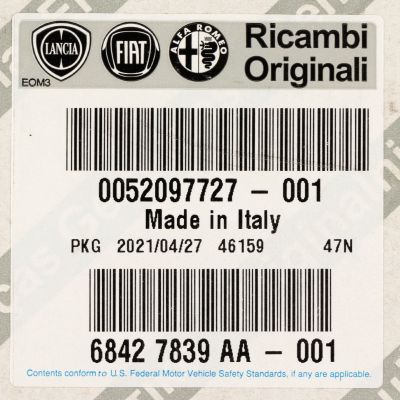 LANCIA FIAT ALFA ROMEO Ricambi
Originali
EOM3
0052097727 - 001
Made in Italy
PKG 2021/04/27 46159 47N
6842 7839 AA - 001
Contents conform to U.S. Federal Motor Vehicle Safety Standards, if any are applicable.